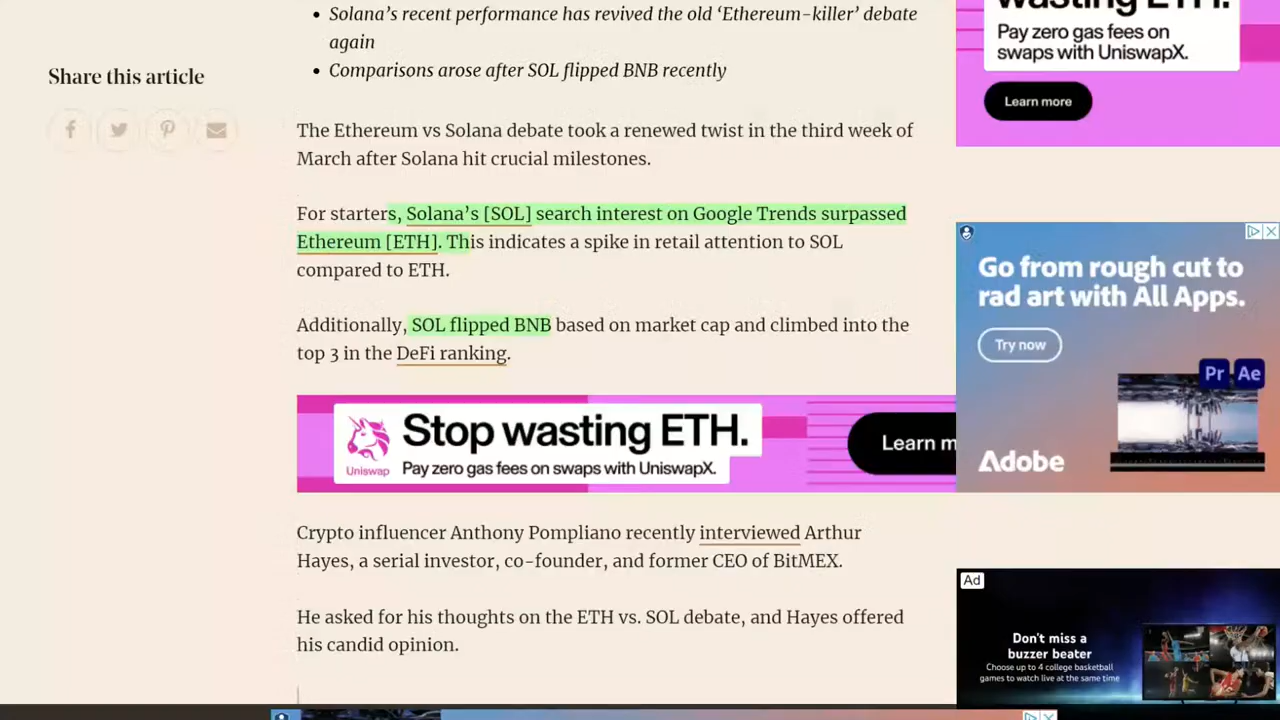 Solana’s recent performance has revived the old ‘Ethereum-killer’ debate
again
Comparisons arose after SOL flipped BNB recently
Share this article
The Ethereum vs Solana debate took a renewed twist in the third week of
March after Solana hit crucial milestones.
For starters, Solana’s [SOL] search interest on Google Trends surpassed
Ethereum [ETH]. This indicates a spike in retail attention to SOL
compared to ETH.
Additionally, SOL flipped BNB based on market cap and climbed into the
top 3 in the DeFi ranking.
Uniswap
Stop wasting ETH.
Pay zero gas fees on swaps with UniswapX.
Learn m
Crypto influencer Anthony Pompliano recently interviewed Arthur
Hayes, a serial investor, co-founder, and former CEO of BitMEX.
He asked for his thoughts on the ETH vs. SOL debate, and Hayes offered
his candid opinion.
wasting ETH.
Pay zero gas fees on
swaps with UniswapX.
Learn more
Go from rough cut to
rad art with All Apps.
Try now
Pr Ae
Adobe
Ad
Don't miss a
buzzer beater
Choose up to 4 college basketball
games to watch live at the same time